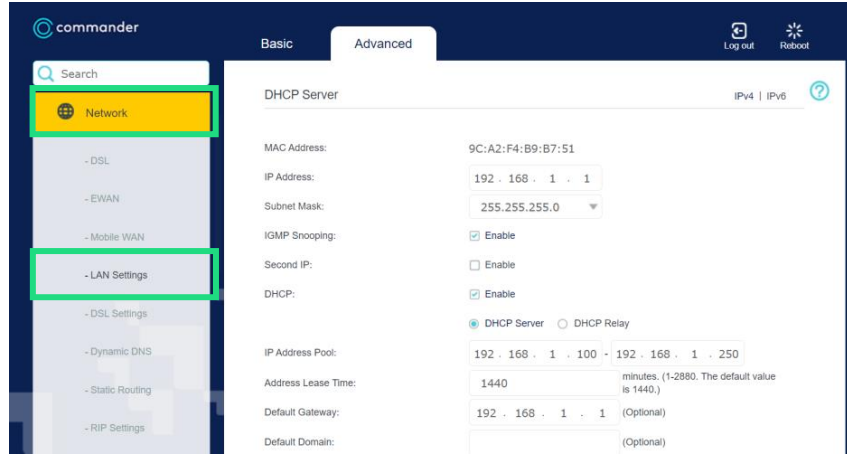 commander
Basic
Advanced
Log out
Reboot
Search
Network
- DSL
- EWAN
- Mobile WAN
- LAN Settings
- DSL Settings
- Dynamic DNS
- Static Routing
- RIP Settings
DHCP Server
IPv4 | IPv6
?
MAC Address: 9C:A2:F4:B9:B7:51
IP Address: 192 . 168 . 1 . 1
Subnet Mask: 255.255.255.0
IGMP Snooping: Enable
Second IP: Enable
DHCP: Enable
DHCP Server DHCP Relay
IP Address Pool: 192 . 168 . 1 . 100 - 192 . 168 . 1 . 250
Address Lease Time: 1440 minutes. (1-2880. The default value
is 1440.)
Default Gateway: 192 . 168 . 1 . 1 (Optional)
Default Domain: (Optional)